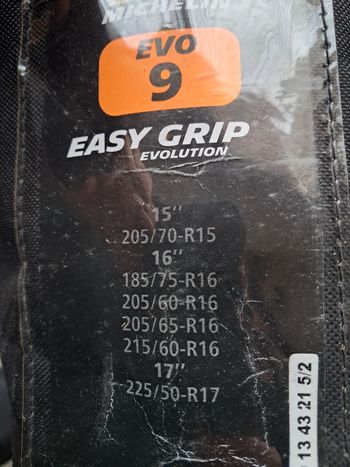 MICHELIN
EVO
9
EASY GRIP®
EVOLUTION
15"
205/70-R15
16"
185/75-R16
205/60-R16
205/65-R16
215/60-R16
17"
225/50-R17
13 43 21 5/2